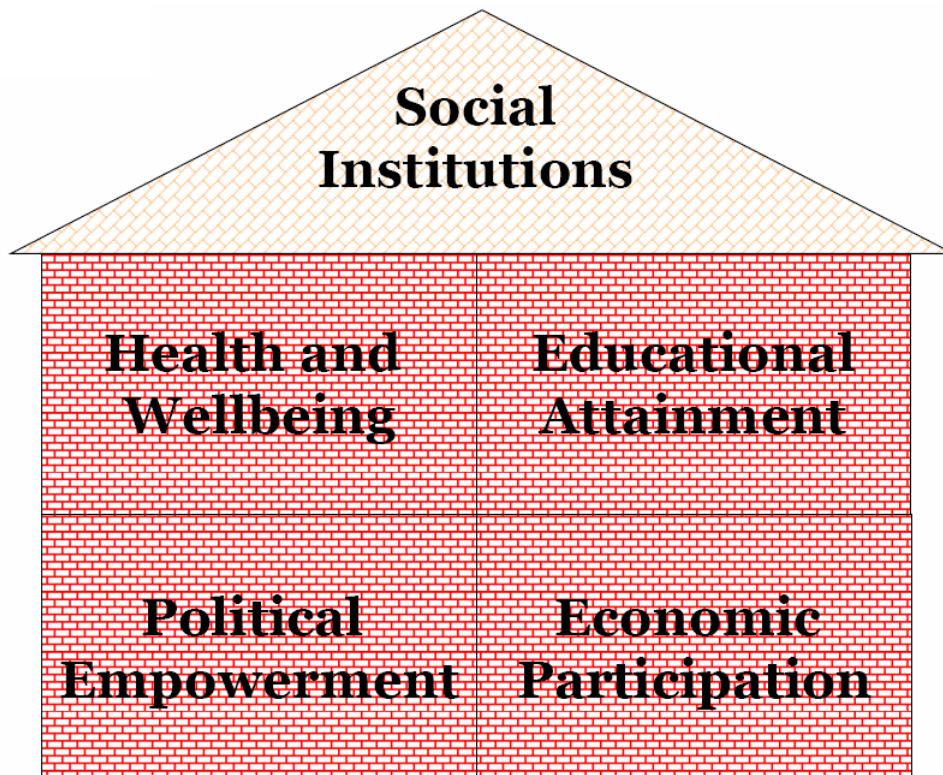 Social
Institutions
Health and
Wellbeing
Educational
Attainment
Political
Empowerment
Economic
Participation